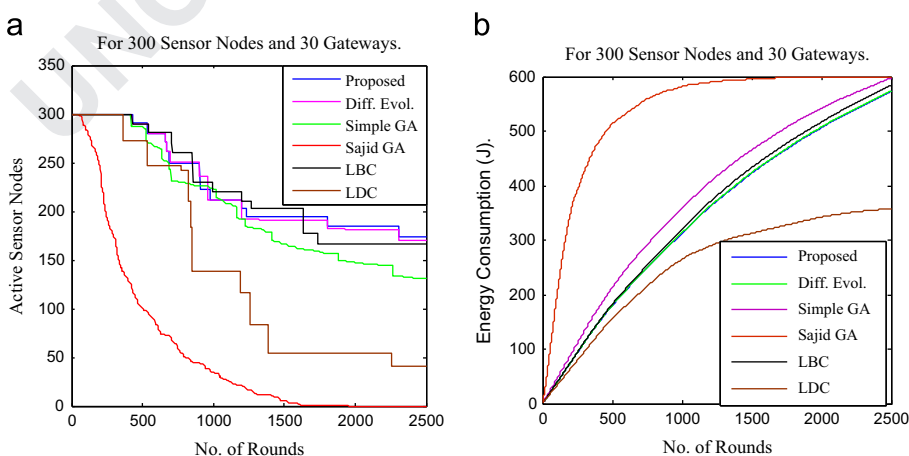 UN
a
For 300 Sensor Nodes and 30 Gateways.
Active Sensor Nodes
350
300
250
200
150
100
50
0
0 500 1000 1500 2000 2500
No. of Rounds
Proposed
Diff. Evol.
Simple GA
Sajid GA
LBC
LDC
b
For 300 Sensor Nodes and 30 Gateways.
Energy Consumption (J).
600
500
400
300
200
100
0
0 500 1000 1500 2000 2500
No. of Rounds
Proposed
Diff. Evol.
Simple GA
Sajid GA
LBC
LDC